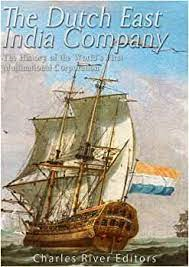 The Dutch East
India Company
The History of the World's First
Multinational Corporation
Charles River Editors